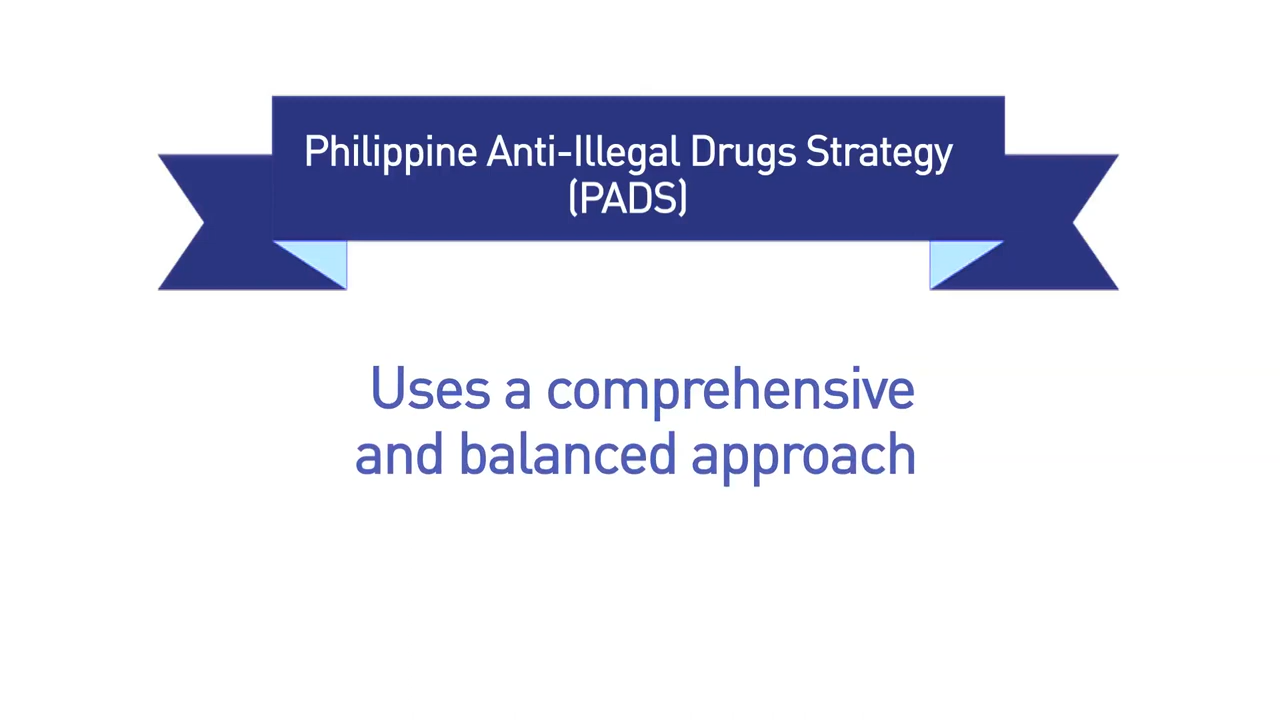 Philippine Anti-Illegal Drugs Strategy
(PADS)
Uses a comprehensive
and balanced approach